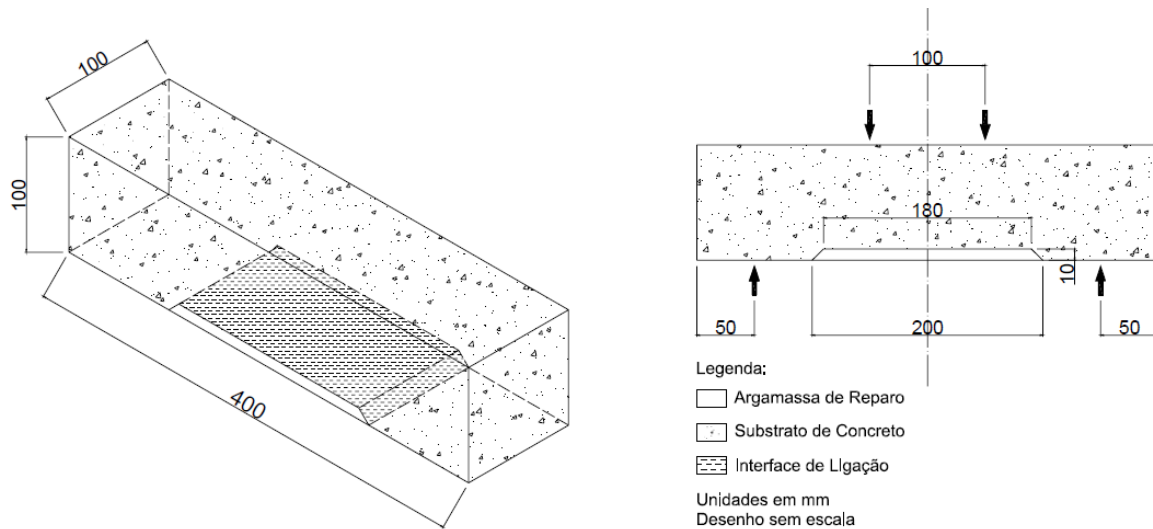 100
100
400
100
180
10
50
200
50
Legenda:
Argamassa de Reparo
Substrato de Concreto
Interface de LIgação
Unidades em mm
Desenho sem escala